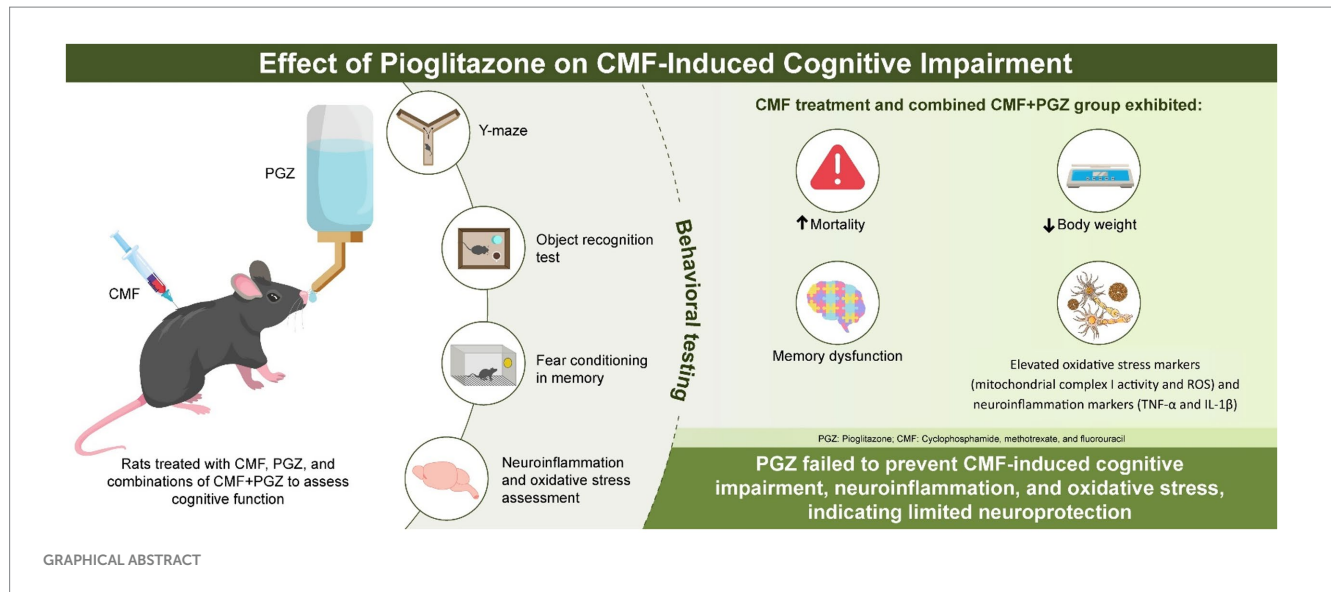 Effect of Pioglitazone on CMF-Induced Cognitive Impairment
PGZ
CMF
Rats treated with CMF, PGZ, and
combinations of CMF+PGZ to assess
cognitive function
Y-maze
Object recognition
test
Fear conditioning
in memory
Neuroinflammation
and oxidative stress
assessment
Behavioral testing
CMF treatment and combined CMF+PGZ group exhibited:
↑ Mortality
↓ Body weight
Memory dysfunction
Elevated oxidative stress markers
(mitochondrial complex I activity and ROS) and
neuroinflammation markers (TNF-α and IL-1β)
PGZ: Pioglitazone; CMF: Cyclophosphamide, methotrexate, and fluorouracil
PGZ failed to prevent CMF-induced cognitive
impairment, neuroinflammation, and oxidative stress,
indicating limited neuroprotection
GRAPHICAL ABSTRACT